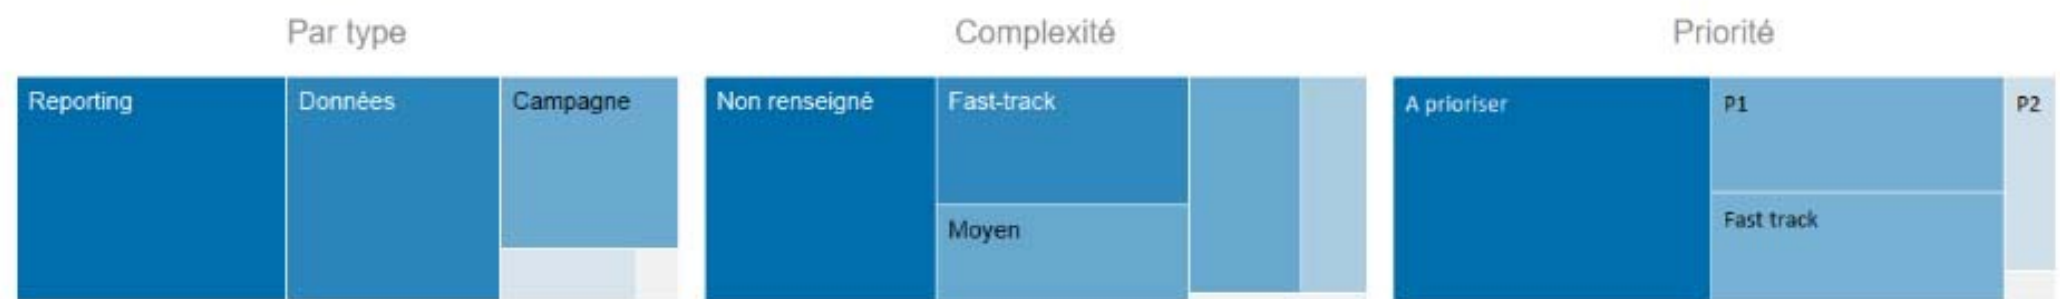 Par type
Complexité
Priorité
Reporting
Données
Campagne
Non renseigné
Fast-track
Moyen
A prioriser
P1
P2
Fast track